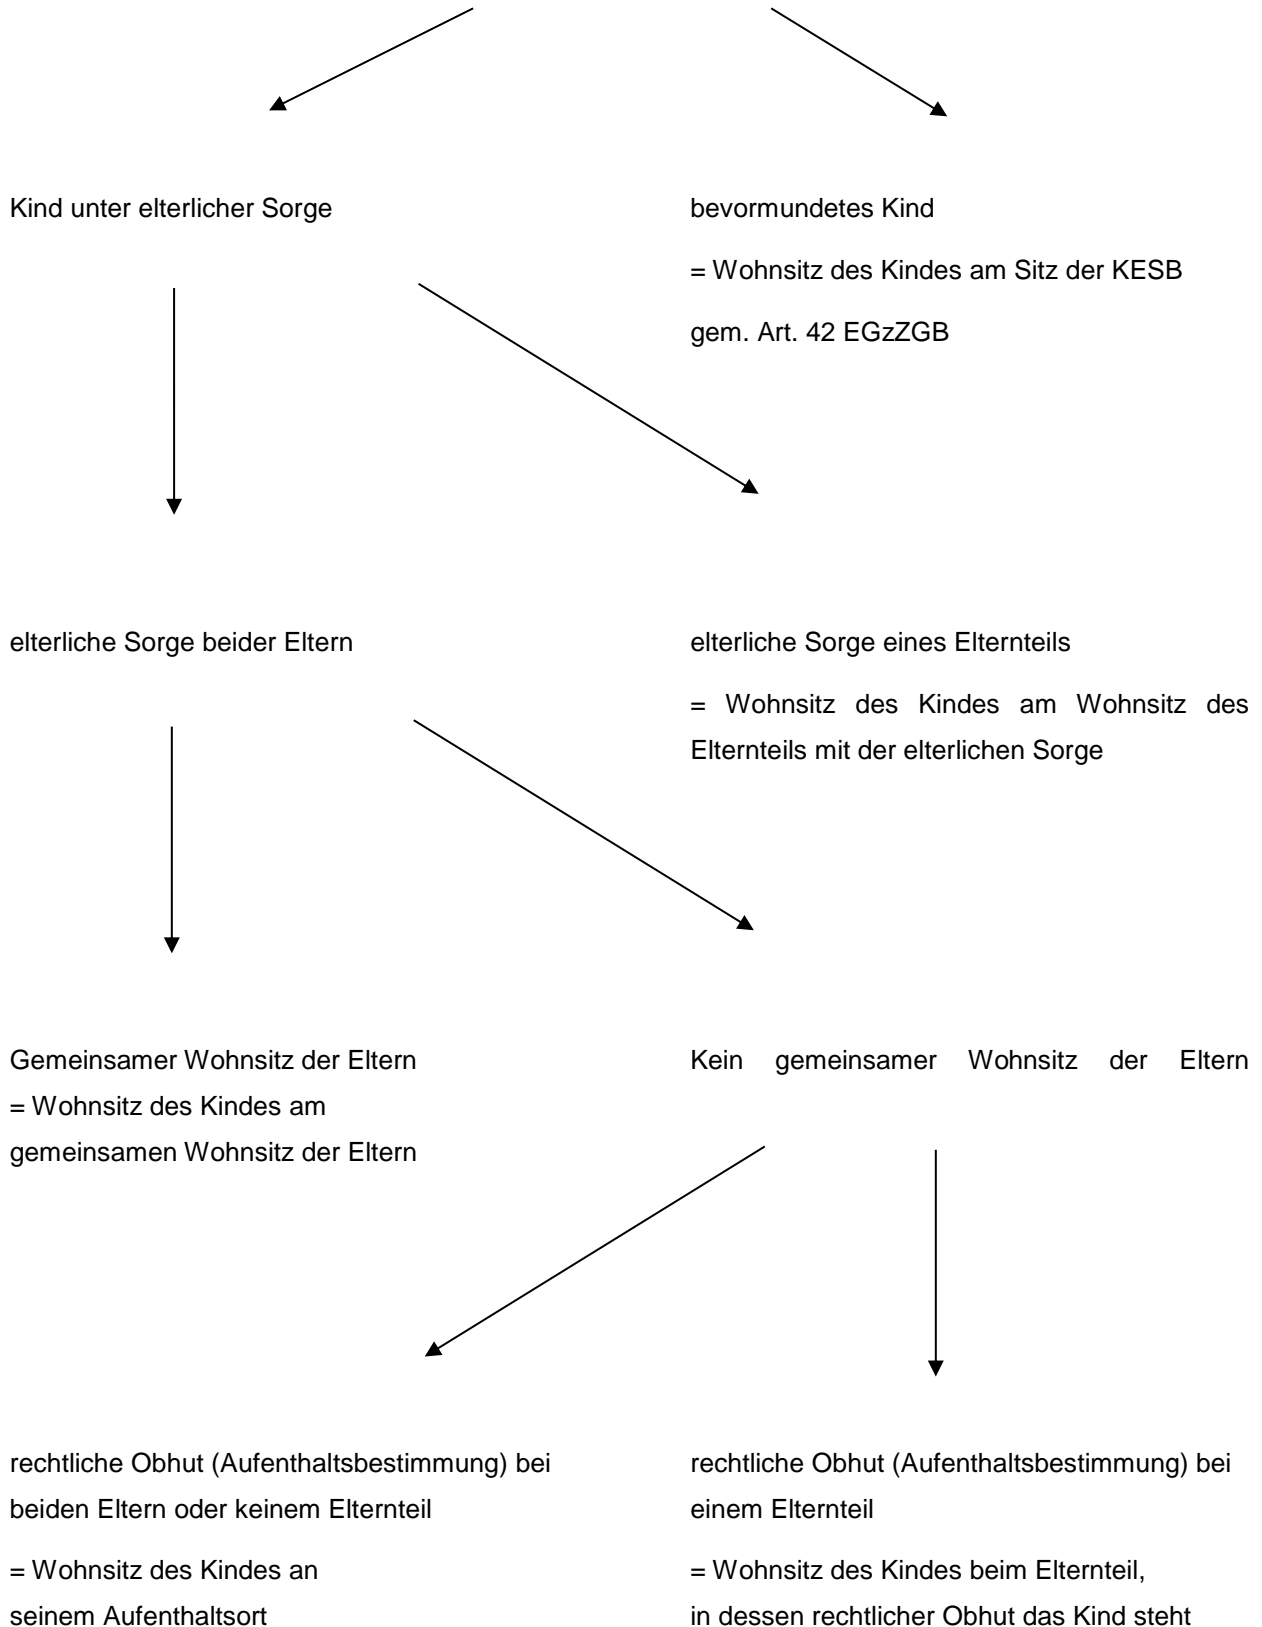 Kind unter elterlicher Sorge
bevormundetes Kind
= Wohnsitz des Kindes am Sitz der KESB
gem. Art. 42 EGzZGB
elterliche Sorge beider Eltern
elterliche Sorge eines Elternteils
= Wohnsitz des Kindes am Wohnsitz des
Elternteils mit der elterlichen Sorge
Gemeinsamer Wohnsitz der Eltern
= Wohnsitz des Kindes am
gemeinsamen Wohnsitz der Eltern
Kein gemeinsamer Wohnsitz der Eltern
rechtliche Obhut (Aufenthaltsbestimmung) bei
beiden Eltern oder keinem Elternteil
= Wohnsitz des Kindes an
seinem Aufenthaltsort
rechtliche Obhut (Aufenthaltsbestimmung) bei
einem Elternteil
= Wohnsitz des Kindes beim Elternteil,
in dessen rechtlicher Obhut das Kind steht